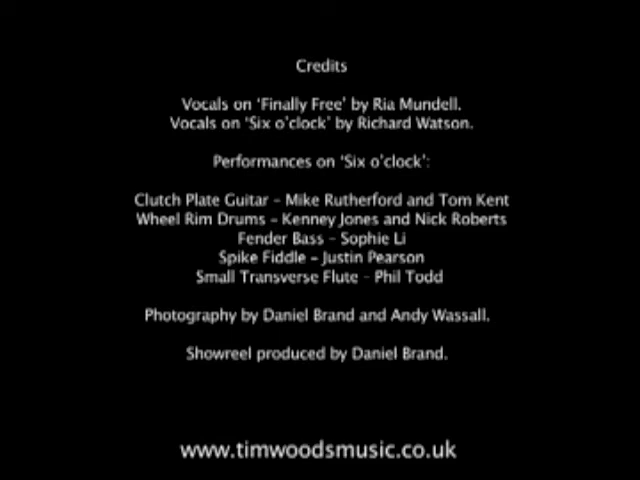 Credits
Vocals on ‘Finally Free’ by Ria Mundell.
Vocals on ‘Six o’clock’ by Richard Watson.
Performances on ‘Six o’clock’:
Clutch Plate Guitar – Mike Rutherford and Tom Kent
Wheel Rim Drums – Kenney Jones and Nick Roberts
Fender Bass – Sophie Li
Spike Fiddle – Justin Pearson
Small Transverse Flute – Phil Todd
Photography by Daniel Brand and Andy Wassall.
Showreel produced by Daniel Brand.
www.timwoodsmusic.co.uk